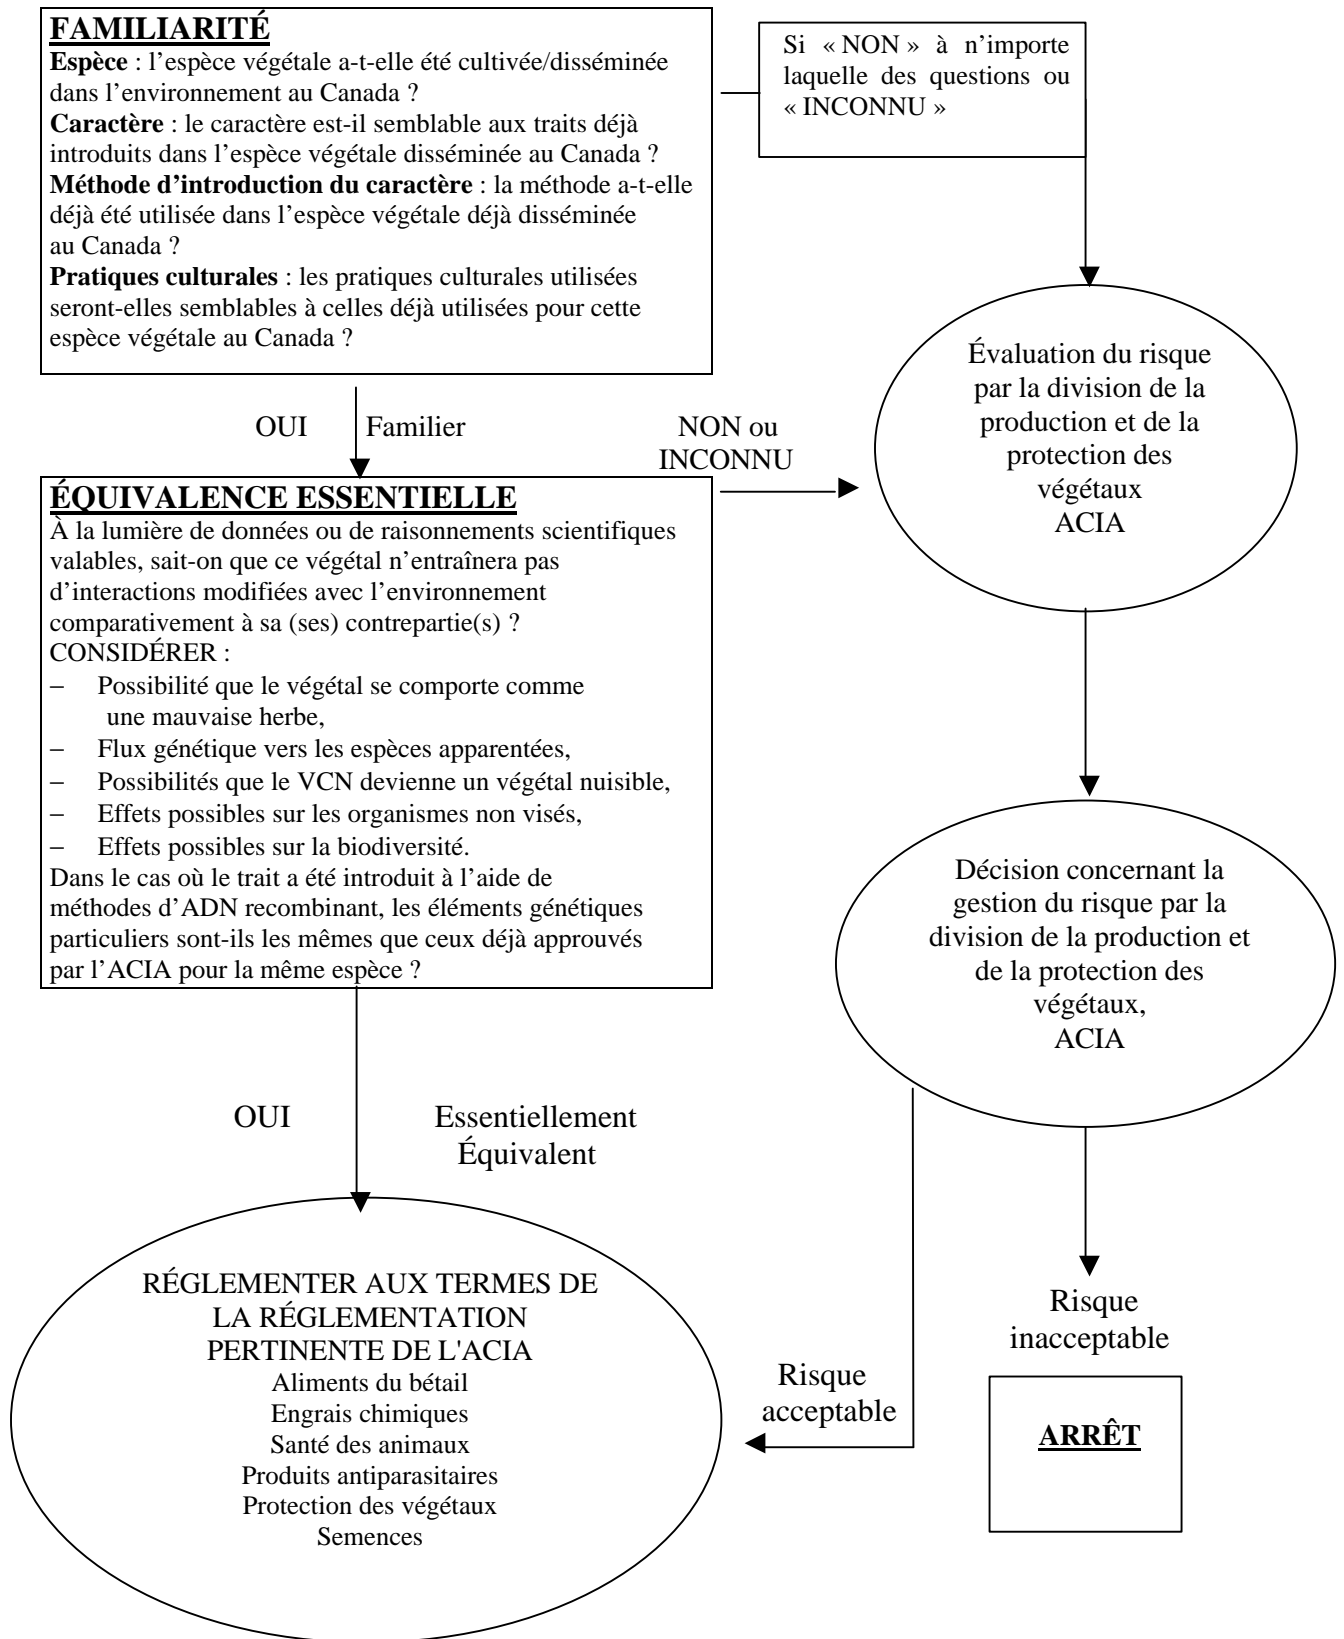 FAMILIARITÉ
Espèce : l’espèce végétale a-t-elle été cultivée/disséminée
dans l’environnement au Canada ?
Caractère : le caractère est-il semblable aux traits déjà
introduits dans l’espèce végétale disséminée au Canada ?
Méthode d’introduction du caractère : la méthode a-t-elle
déjà été utilisée dans l’espèce végétale déjà disséminée
au Canada ?
Pratiques culturales : les pratiques culturales utilisées
seront-elles semblables à celles déjà utilisées pour cette
espèce végétale au Canada ?
Si « NON » à n’importe
laquelle des questions ou
« INCONNU »
OUI Familier
NON ou
INCONNU
Évaluation du risque
par la division de la
production et de la
protection des
végétaux
ACIA
ÉQUIVALENCE ESSENTIELLE
À la lumière de données ou de raisonnements scientifiques
valables, sait-on que ce végétal n’entraînera pas
d’interactions modifiées avec l’environnement
comparativement à sa (ses) contrepartie(s) ?
CONSIDÉRER :
– Possibilité que le végétal se comporte comme
une mauvaise herbe,
– Flux génétique vers les espèces apparentées,
– Possibilités que le VCN devienne un végétal nuisible,
– Effets possibles sur les organismes non visés,
– Effets possibles sur la biodiversité.
Dans le cas où le trait a été introduit à l’aide de
méthodes d’ADN recombinant, les éléments génétiques
particuliers sont-ils les mêmes que ceux déjà approuvés
par l’ACIA pour la même espèce ?
Décision concernant la
gestion du risque par la
division de la production et
de la protection des
végétaux,
ACIA
OUI Essentiellement
Équivalent
RÉGLEMENTER AUX TERMES DE
LA RÉGLEMENTATION
PERTINENTE DE L'ACIA
Aliments du bétail
Engrais chimiques
Santé des animaux
Produits antiparasitaires
Protection des végétaux
Semences
Risque
acceptable
Risque
inacceptable
ARRÊT